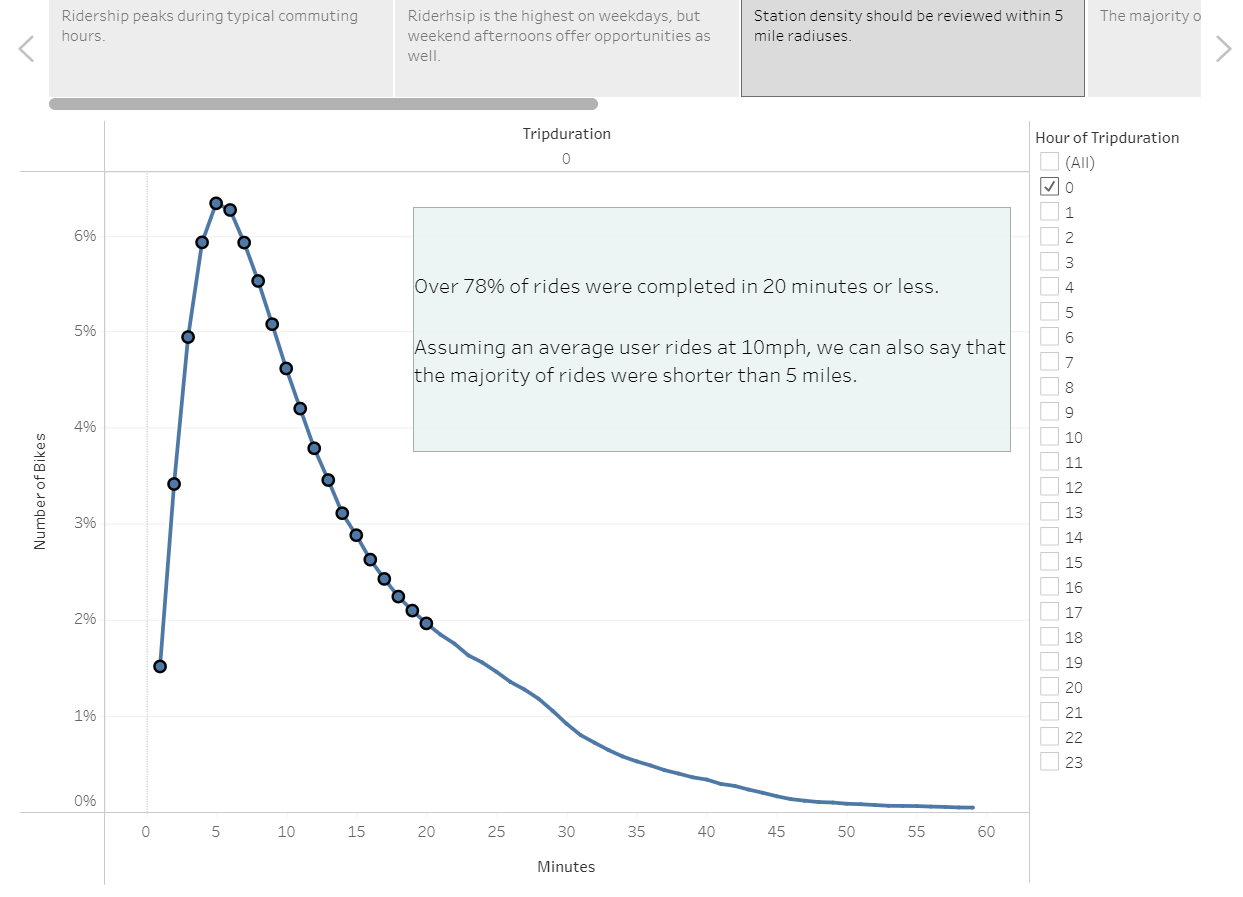 Ridership peaks during typical commuting
hours.
Riderhsip is the highest on weekdays, but
weekend afternoons offer opportunities as
well.
Station density should be reviewed within 5
mile radiuses.
The majority o
Tripduration
0
Hour of Tripduration
(All)
0
1
2
3
4
5
6
7
8
9
10
11
12
13
14
15
16
17
18
19
20
21
22
23
Over 78% of rides were completed in 20 minutes or less.
Assuming an average user rides at 10mph, we can also say that
the majority of rides were shorter than 5 miles.
Number of Bikes
6%
5%
4%
3%
2%
1%
0%
0 5 10 15 20 25 30 35 40 45 50 55 60
Minutes